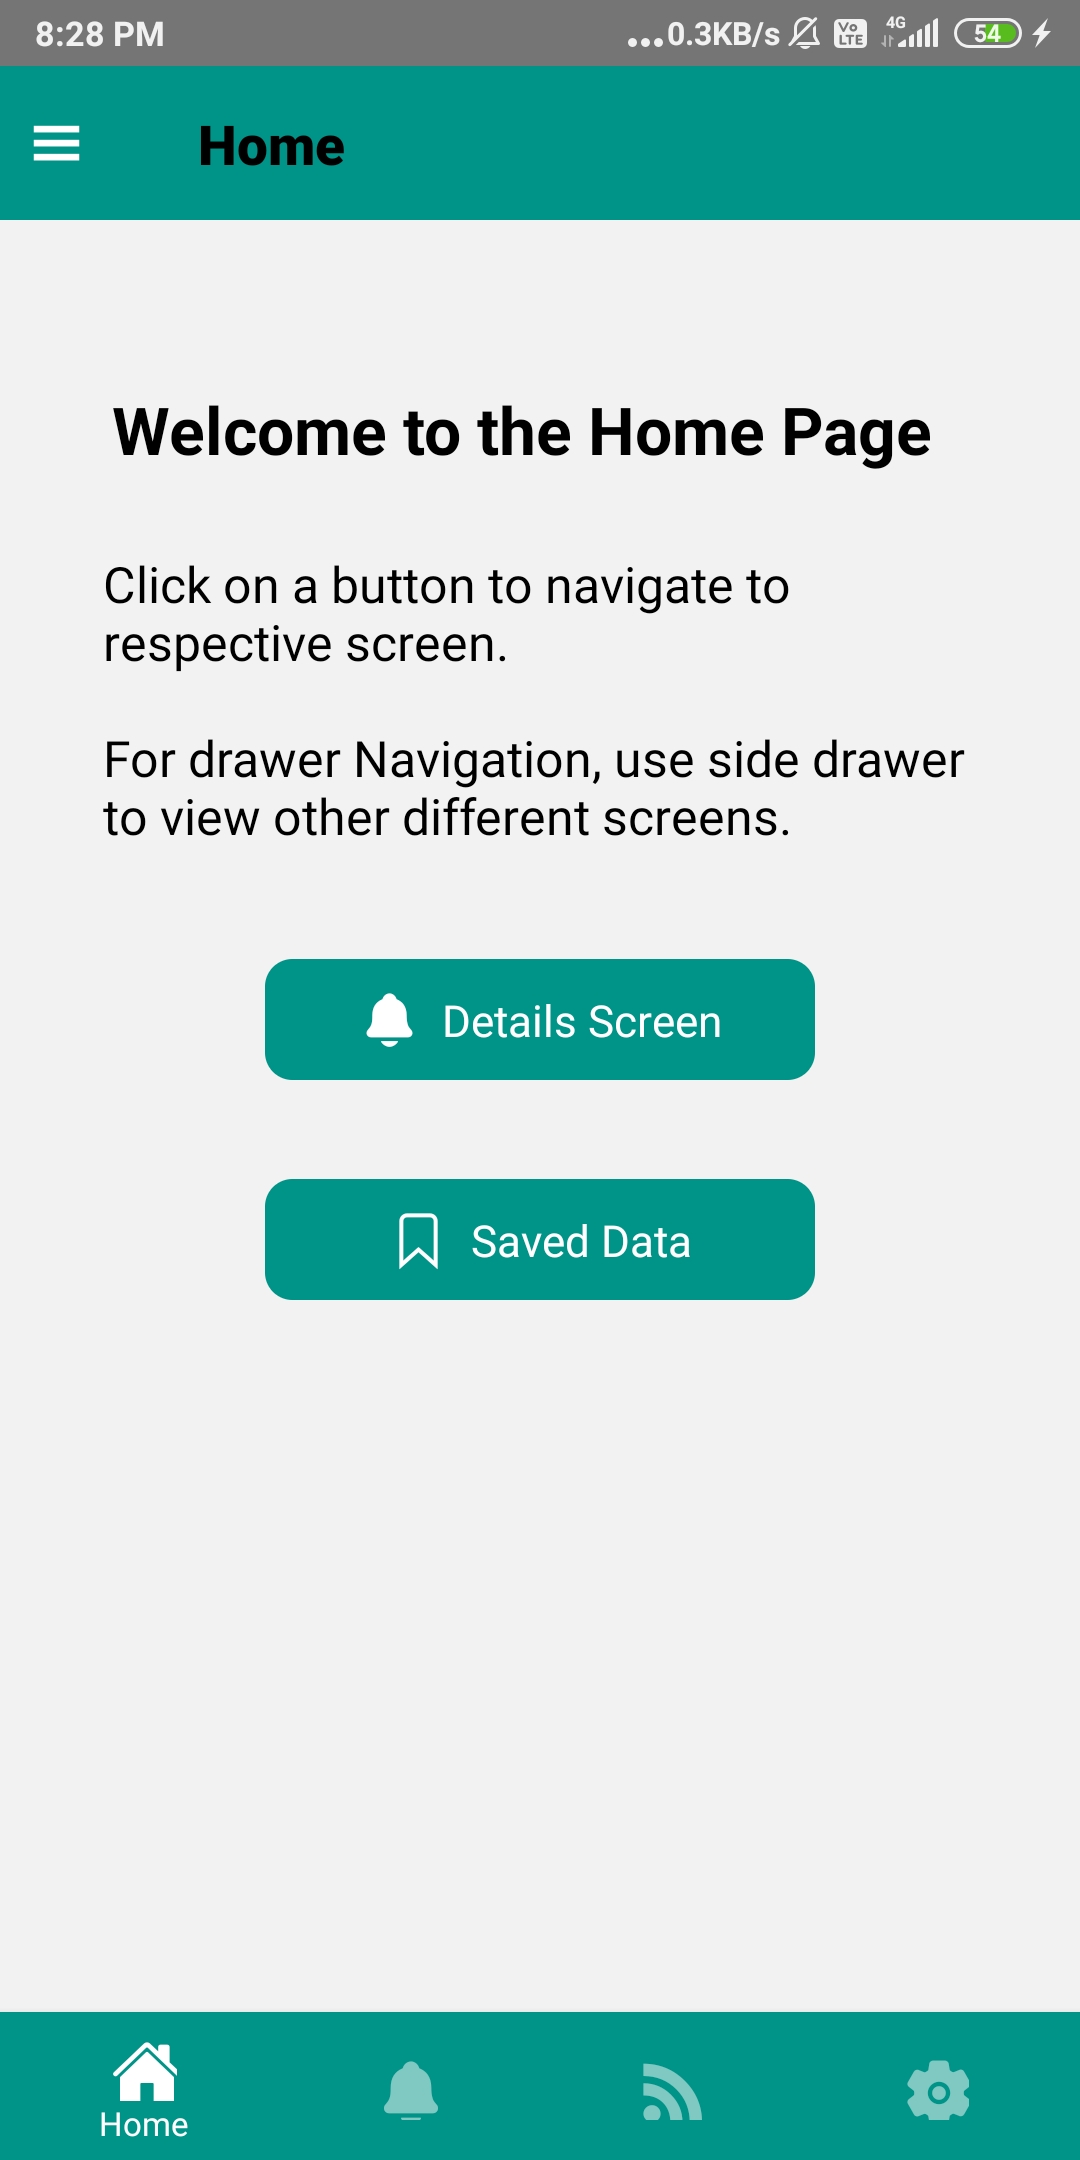 8:28 PM ...0.3KB/s Vo LTE 4G 54
Home
Welcome to the Home Page
Click on a button to navigate to
respective screen.
For drawer Navigation, use side drawer
to view other different screens.
Details Screen
Saved Data
Home